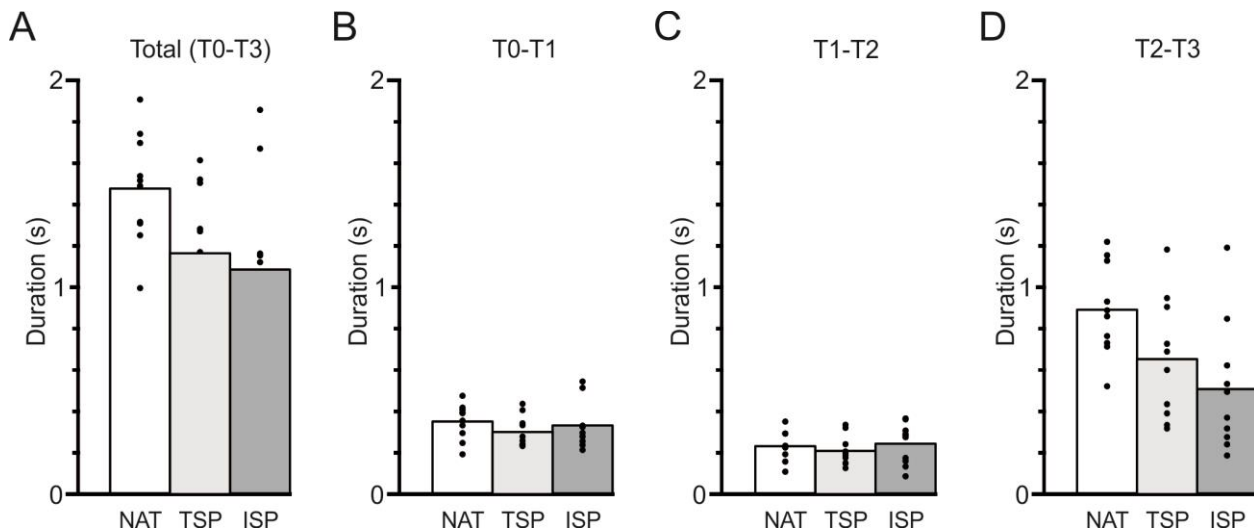 A
Total (T0-T3)
Duration (s)
2
1
0
NAT TSP ISP
B
T0-T1
Duration (s)
2
1
0
NAT TSP ISP
C
T1-T2
Duration (s)
2
1
0
NAT TSP ISP
D
T2-T3
Duration (s)
2
1
0
NAT TSP ISP